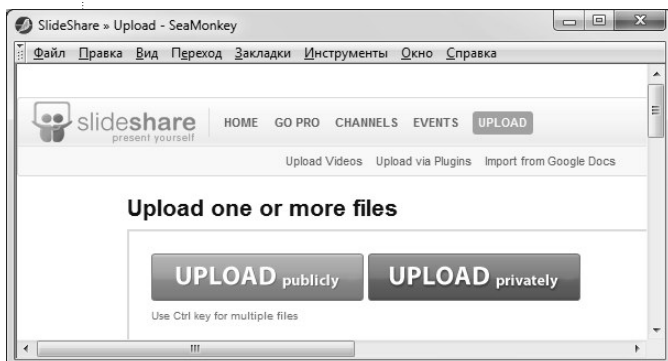 SlideShare » Upload - SeaMonkey
Файл Правка Вид Переход Закладки Инструменты Окно Справка
slideshare HOME GO PRO CHANNELS EVENTS UPLOAD
present yourself
Upload Videos Upload via Plugins Import from Google Docs
Upload one or more files
UPLOAD publicly UPLOAD privately
Use Ctrl key for multiple files